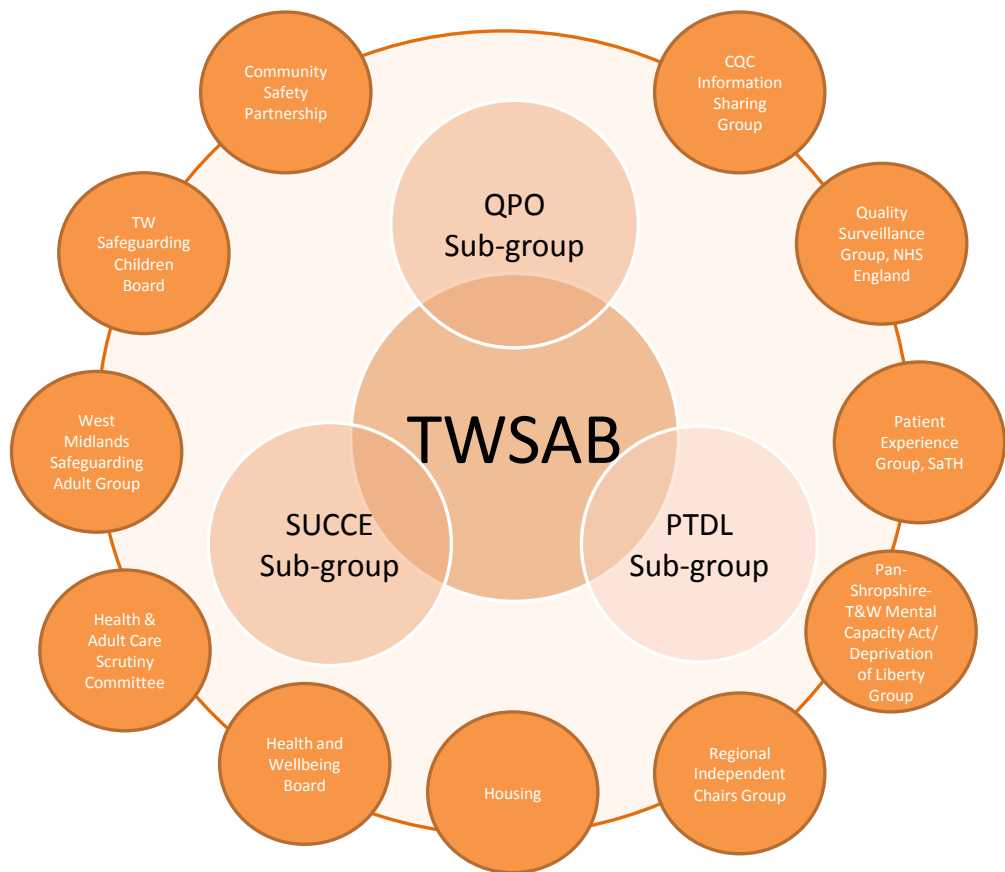 Community
Safety
Partnership
CQC
Information
Sharing
Group
TW
Safeguarding
Children
Board
QPO
Sub-group
Quality
Surveillance
Group, NHS
England
West
Midlands
Safeguarding
Adult Group
TWSAB
Patient
Experience
Group, SaTH
SUCCE
Sub-group
PTDL
Sub-group
Health &
Adult Care
Scrutiny
Committee
Pan-
Shropshire-
T&W Mental
Capacity Act/
Deprivation
of Liberty
Group
Health and
Wellbeing
Board
Housing
Regional
Independent
Chairs Group